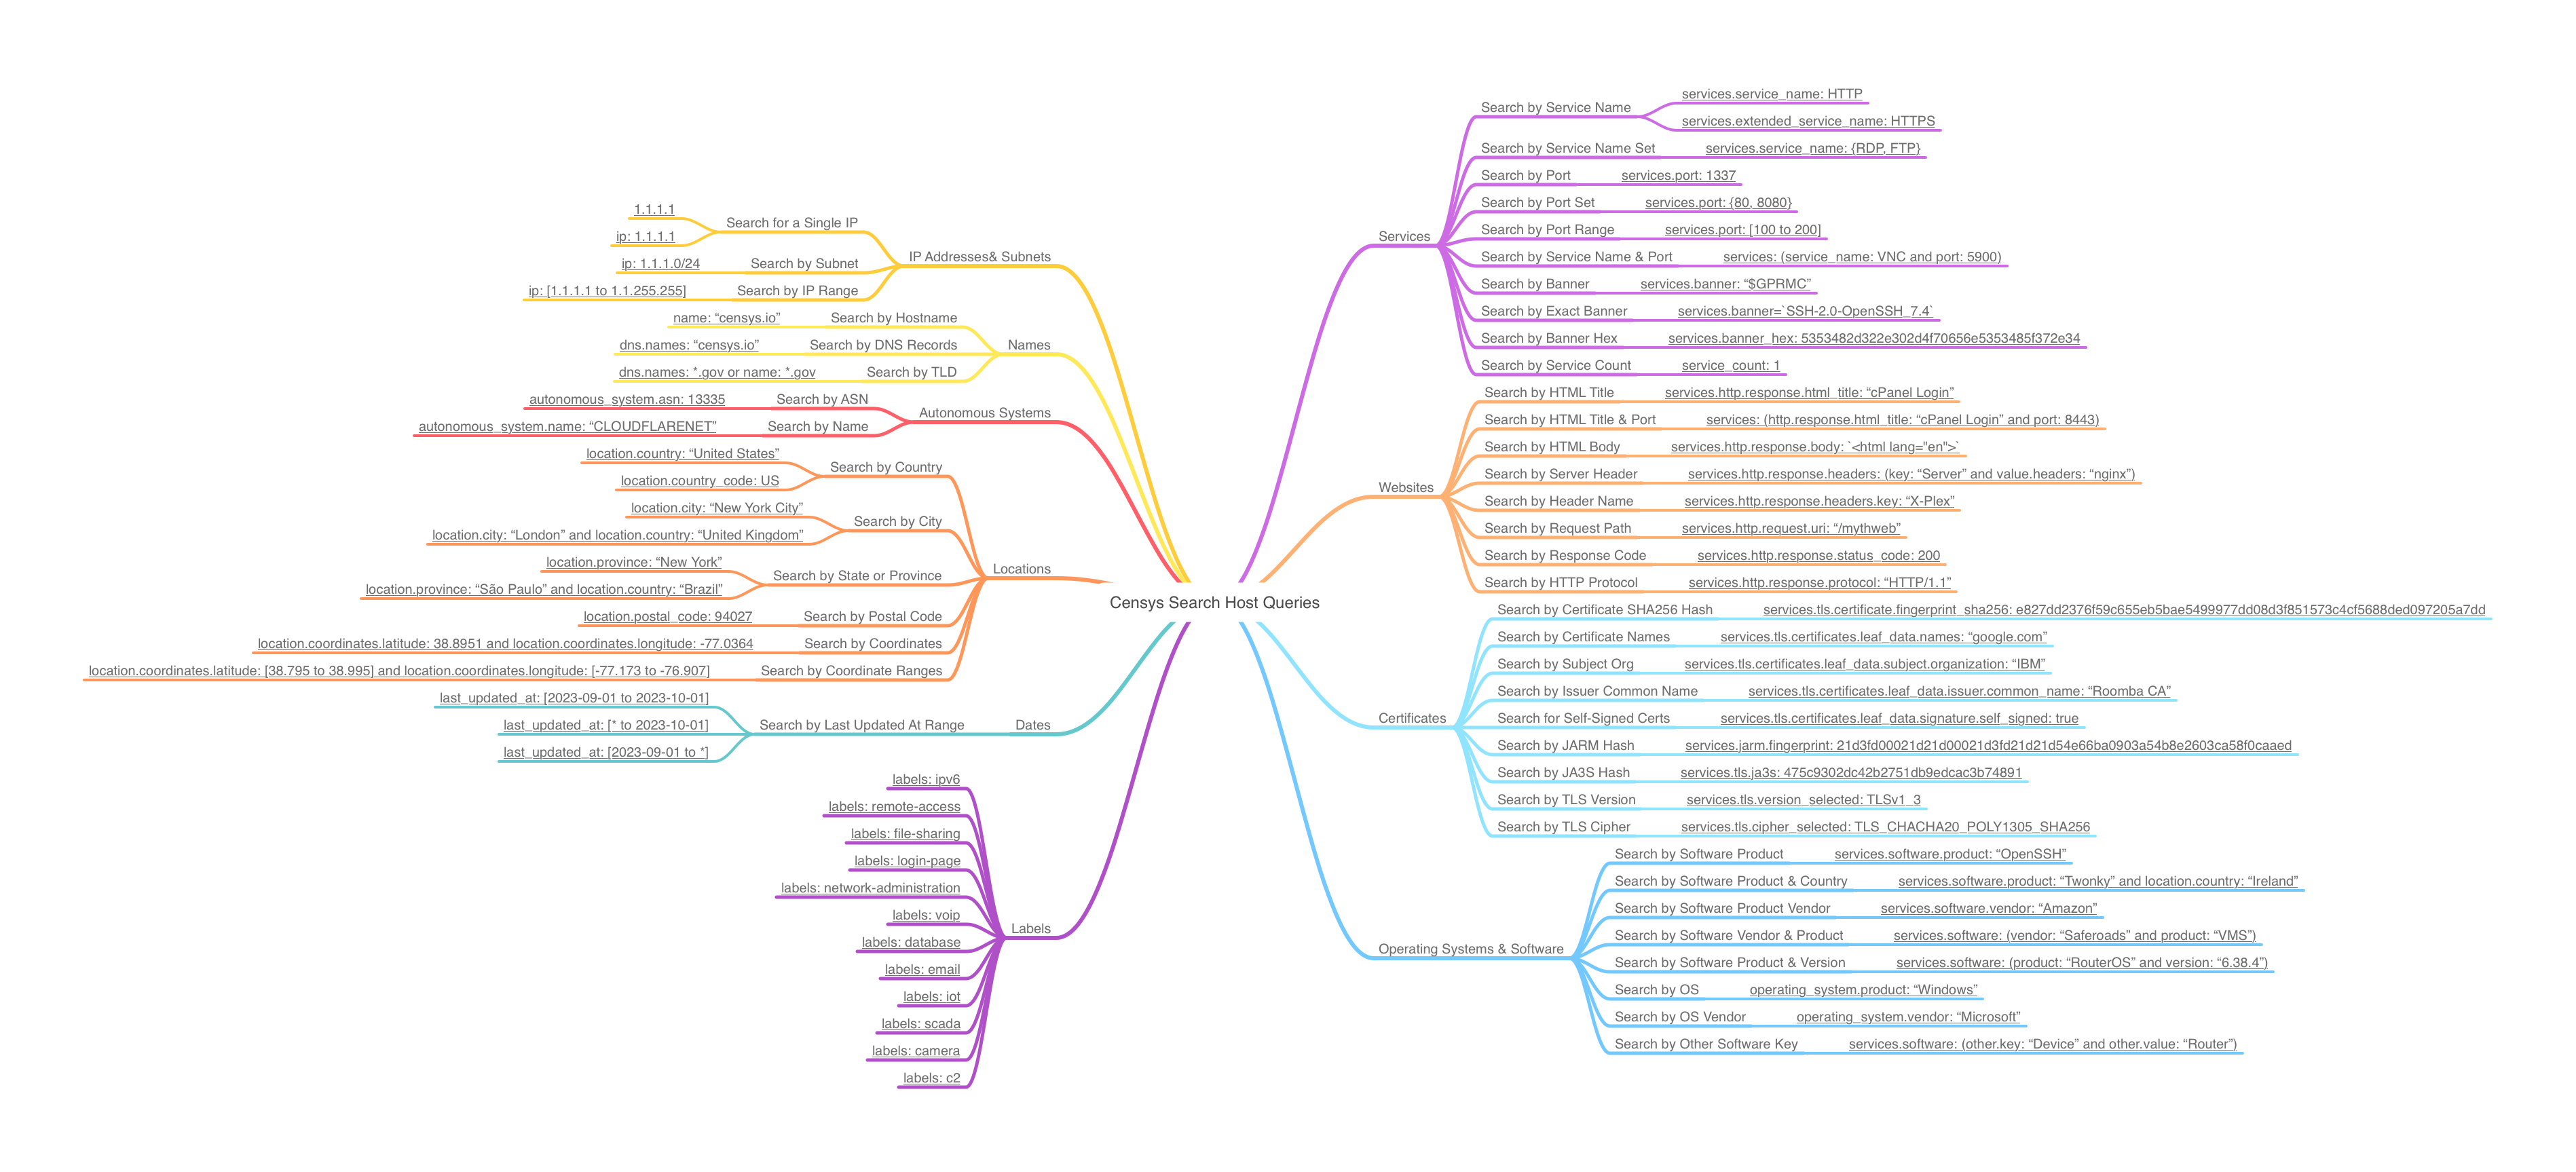 Censys Search Host Queries
IP Addresses& Subnets
Search for a Single IP
1.1.1.1
ip: 1.1.1.1
Search by Subnet
ip: 1.1.1.0/24
Search by IP Range
ip: [1.1.1.1 to 1.1.255.255]
Names
Search by Hostname
name: “censys.io”
Search by DNS Records
dns.names: “censys.io”
Search by TLD
dns.names: *.gov or name: *.gov
Autonomous Systems
Search by ASN
autonomous_system.asn: 13335
Search by Name
autonomous_system.name: “CLOUDFLARENET”
Locations
Search by Country
location.country: “United States”
location.country_code: US
Search by City
location.city: “New York City”
location.city: “London” and location.country: “United Kingdom”
Search by State or Province
location.province: “New York”
location.province: “São Paulo” and location.country: “Brazil”
Search by Postal Code
location.postal_code: 94027
Search by Coordinates
location.coordinates.latitude: 38.8951 and location.coordinates.longitude: -77.0364
Search by Coordinate Ranges
location.coordinates.latitude: [38.795 to 38.995] and location.coordinates.longitude: [-77.173 to -76.907]
Dates
Search by Last Updated At Range
last_updated_at: [2023-09-01 to 2023-10-01]
last_updated_at: [* to 2023-10-01]
last_updated_at: [2023-09-01 to *]
Labels
labels: ipv6
labels: remote-access
labels: file-sharing
labels: login-page
labels: network-administration
labels: voip
labels: database
labels: email
labels: iot
labels: scada
labels: camera
labels: c2
Services
Search by Service Name
services.service_name: HTTP
services.extended_service_name: HTTPS
Search by Service Name Set
services.service_name: {RDP, FTP}
Search by Port
services.port: 1337
Search by Port Set
services.port: {80, 8080}
Search by Port Range
services.port: [100 to 200]
Search by Service Name & Port
services: (service_name: VNC and port: 5900)
Search by Banner
services.banner: “$GPRMC”
Search by Exact Banner
services.banner=`SSH-2.0-OpenSSH_7.4`
Search by Banner Hex
services.banner_hex: 5353482d322e302d4f70656e5353485f372e34
Search by Service Count
service_count: 1
Websites
Search by HTML Title
services.http.response.html_title: “cPanel Login”
Search by HTML Title & Port
services: (http.response.html_title: “cPanel Login” and port: 8443)
Search by HTML Body
services.http.response.body: `<html lang="en">`
Search by Server Header
services.http.response.headers: (key: “Server” and value.headers: “nginx”)
Search by Header Name
services.http.response.headers.key: “X-Plex”
Search by Request Path
services.http.request.uri: “/mythweb”
Search by Response Code
services.http.response.status_code: 200
Search by HTTP Protocol
services.http.response.protocol: “HTTP/1.1”
Certificates
Search by Certificate SHA256 Hash
services.tls.certificate.fingerprint_sha256: e827dd2376f59c655eb5bae5499977dd08d3f851573c4cf5688ded097205a7dd
Search by Certificate Names
services.tls.certificates.leaf_data.names: “google.com”
Search by Subject Org
services.tls.certificates.leaf_data.subject.organization: “IBM”
Search by Issuer Common Name
services.tls.certificates.leaf_data.issuer.common_name: “Roomba CA”
Search for Self-Signed Certs
services.tls.certificates.leaf_data.signature.self_signed: true
Search by JARM Hash
services.jarm.fingerprint: 21d3fd00021d21d00021d3fd21d21d54e66ba0903a54b8e2603ca58f0caaed
Search by JA3S Hash
services.tls.ja3s: 475c9302dc42b2751db9edcac3b74891
Search by TLS Version
services.tls.version_selected: TLSv1_3
Search by TLS Cipher
services.tls.cipher_selected: TLS_CHACHA20_POLY1305_SHA256
Operating Systems & Software
Search by Software Product
services.software.product: “OpenSSH”
Search by Software Product & Country
services.software.product: “Twonky” and location.country: “Ireland”
Search by Software Product Vendor
services.software.vendor: “Amazon”
Search by Software Vendor & Product
services.software: (vendor: “Saferoads” and product: “VMS”)
Search by Software Product & Version
services.software: (product: “RouterOS” and version: “6.38.4”)
Search by OS
operating_system.product: “Windows”
Search by OS Vendor
operating_system.vendor: “Microsoft”
Search by Other Software Key
services.software: (other.key: “Device” and other.value: “Router”)